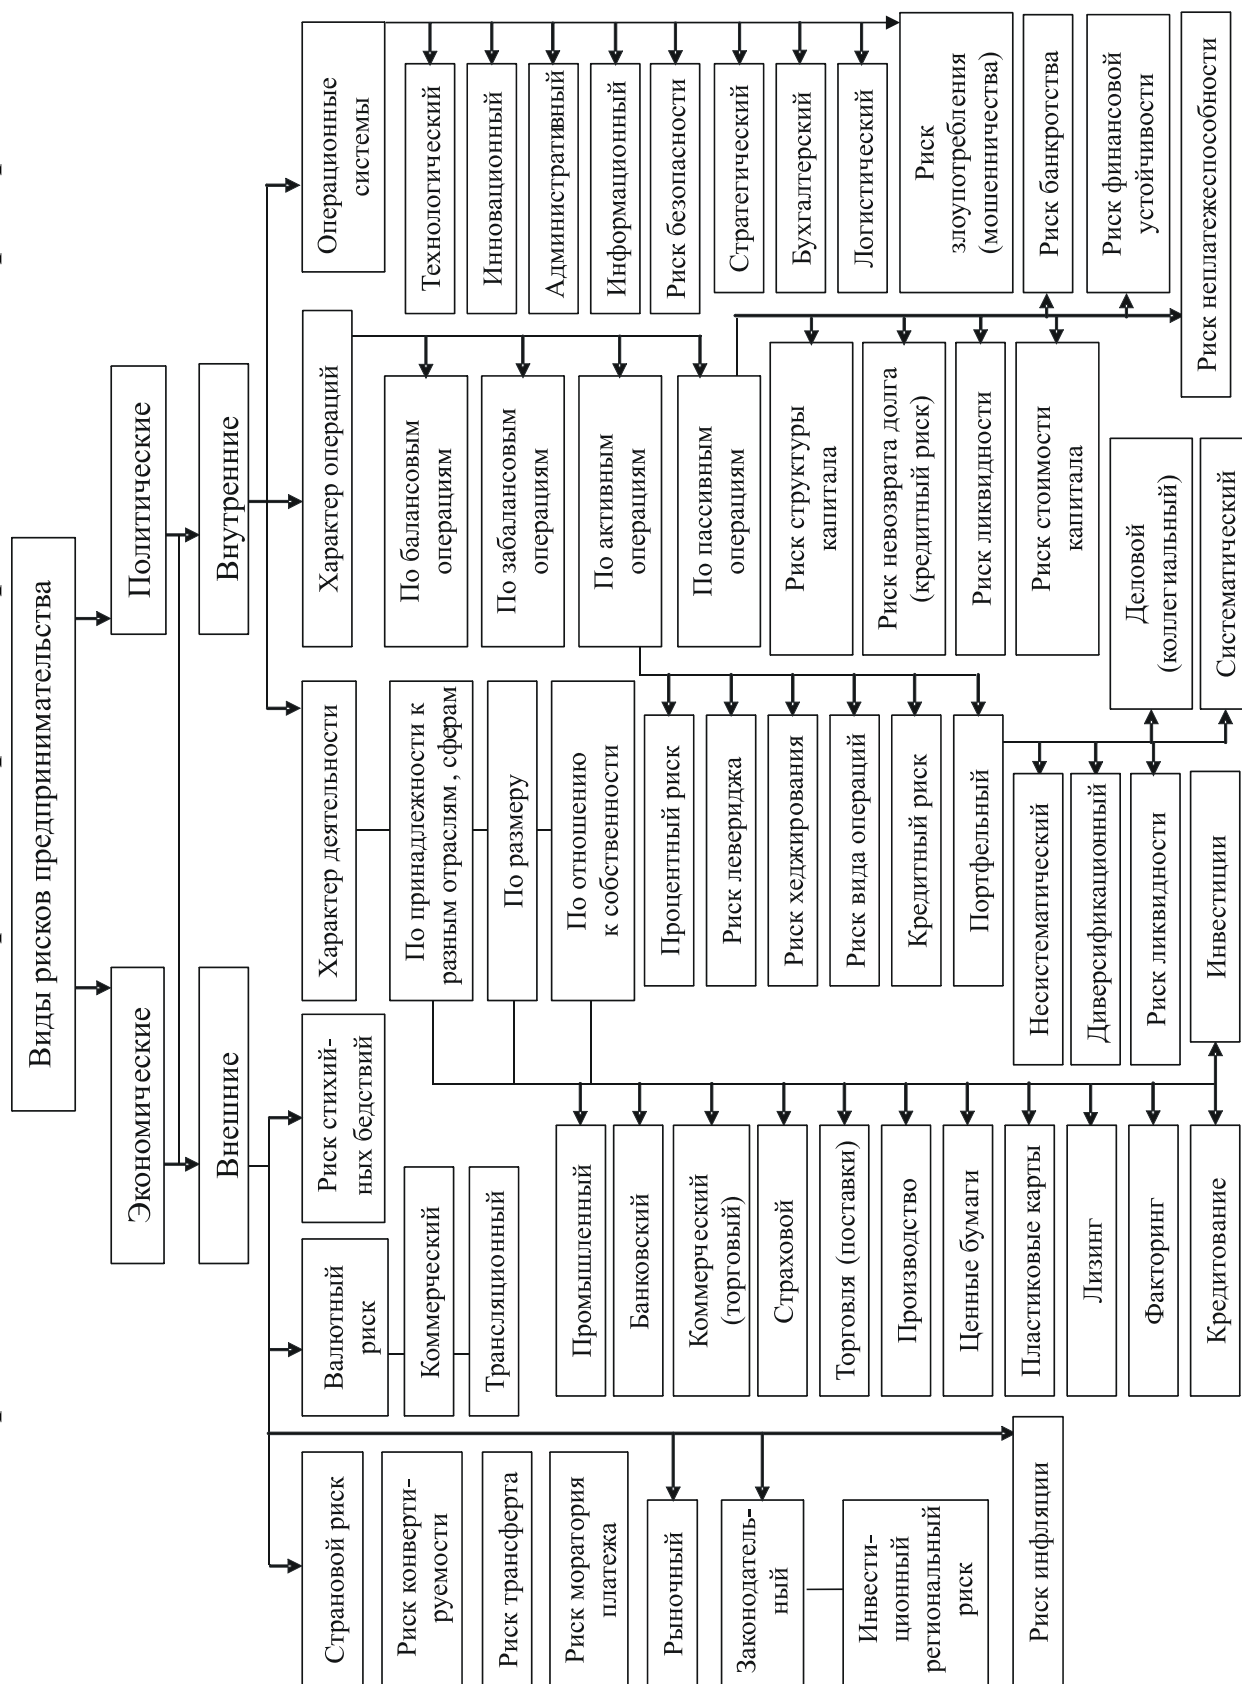 Виды рисков предпринимательства
Экономические
Политические
Внешние
Внутренние
Страновой риск
Риск конверти-
руемости
Риск трансферта
Риск моратория
платежа
Рыночный
Законодатель-
ный
Инвести-
ционный
региональный
риск
Риск инфляции
Валютный
риск
Коммерческий
Трансляционный
Риск стихий-
ных бедствий
Характер деятельности
По принадлежности к
разным отраслям, сферам
По размеру
По отношению
к собственности
Промышленный
Банковский
Коммерческий
(торговый)
Страховой
Торговля (поставки)
Производство
Ценные бумаги
Пластиковые карты
Лизинг
Факторинг
Кредитование
Инвестиции
Характер операций
По балансовым
операциям
По забалансовым
операциям
По активным
операциям
По пассивным
операциям
Процентный риск
Риск левериджа
Риск хеджирования
Риск вида операций
Кредитный риск
Портфельный
Несистематический
Диверсификационный
Риск ликвидности
Деловой
(коллегиальный)
Систематический
Риск структуры
капитала
Риск невозврата долга
(кредитный риск)
Риск ликвидности
Риск стоимости
капитала
Риск банкротства
Риск финансовой
устойчивости
Риск неплатежеспособности
Операционные
системы
Технологический
Инновационный
Административный
Информационный
Риск безопасности
Стратегический
Бухгалтерский
Логистический
Риск
злоупотребления
(мошенничества)